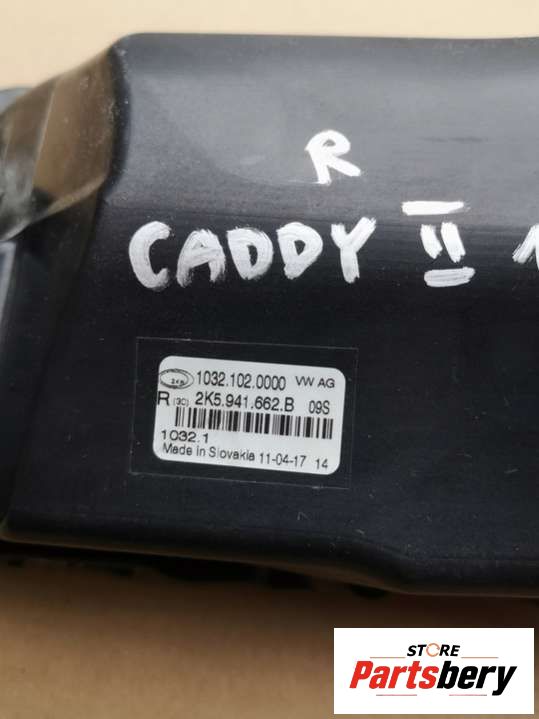 R
CADDY II 1
1032.102.0000 VW AG
R (3C) 2K5.941.662.B 09S
1032.1
Made in Slovakia 11-04-17 14
STORE
Partsbery